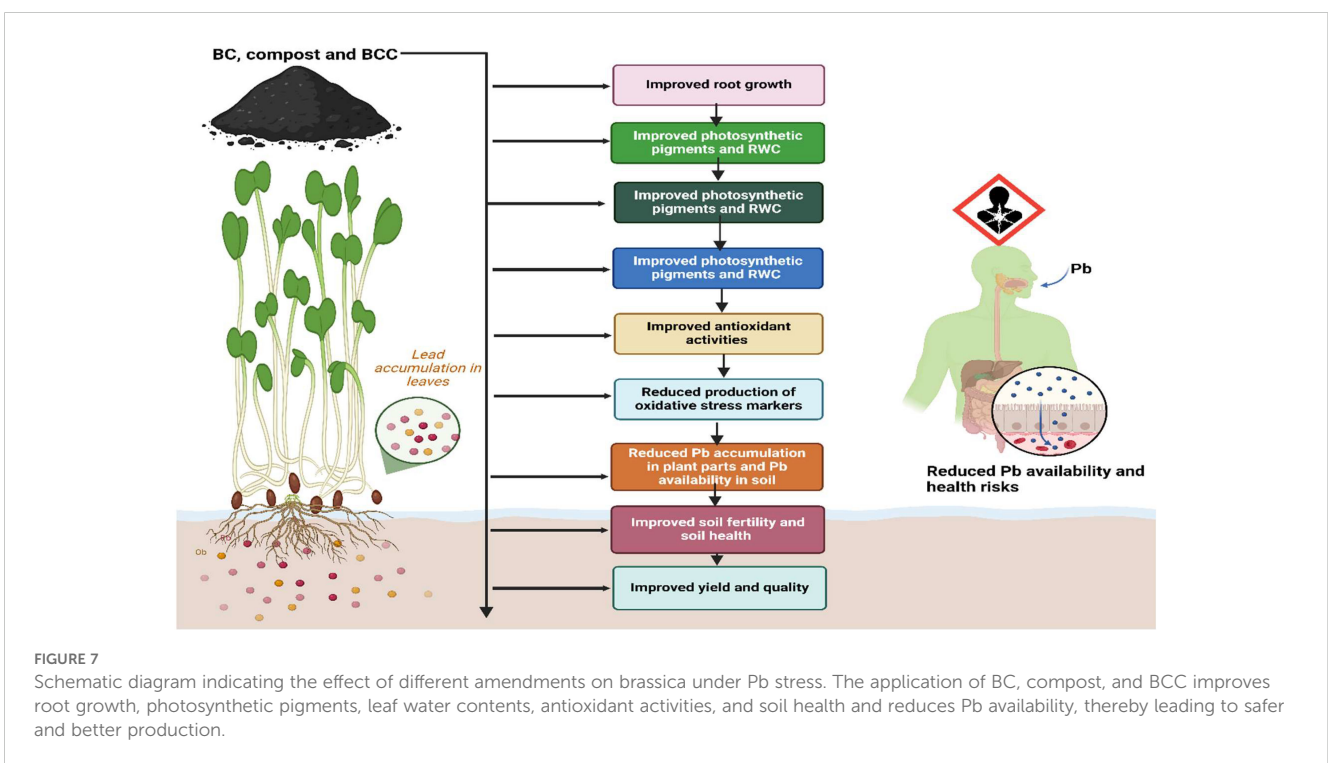 BC, compost and BCC
Improved root growth
Improved photosynthetic
pigments and RWC
Improved photosynthetic
pigments and RWC
Improved photosynthetic
pigments and RWC
Improved antioxidant
activities
Reduced production of
oxidative stress markers
Reduced Pb accumulation
in plant parts and Pb
availability in soil
Improved soil fertility and
soil health
Improved yield and quality
Lead
accumulation in
leaves
Pb
Reduced Pb availability and
health risks
FIGURE 7
Schematic diagram indicating the effect of different amendments on brassica under Pb stress. The application of BC, compost, and BCC improves
root growth, photosynthetic pigments, leaf water contents, antioxidant activities, and soil health and reduces Pb availability, thereby leading to safer
and better production.